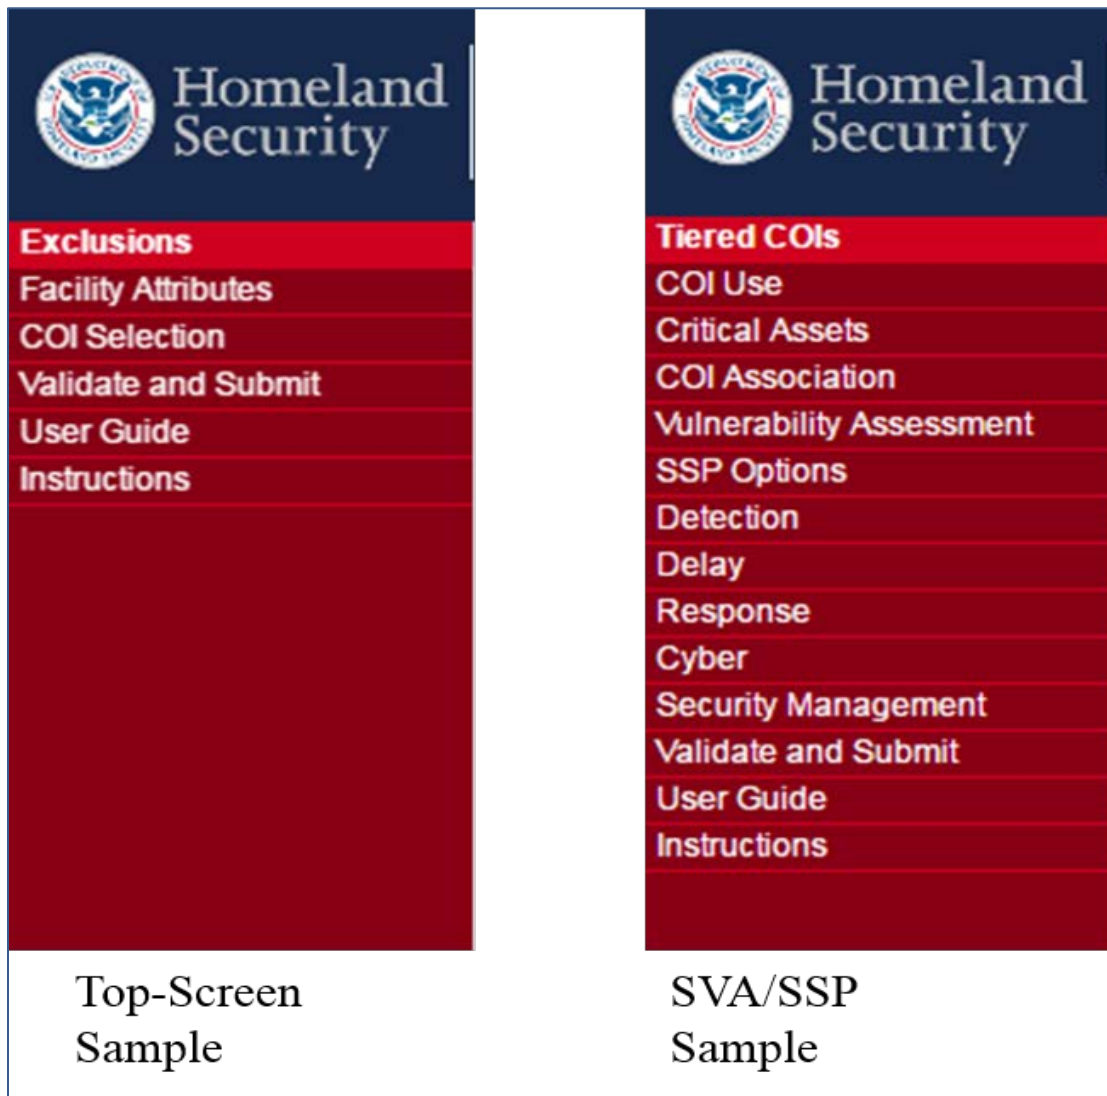 Homeland
Security
Exclusions
Facility Attributes
COI Selection
Validate and Submit
User Guide
Instructions
Top-Screen
Sample
Homeland
Security
Tiered COIs
COI Use
Critical Assets
COI Association
Vulnerability Assessment
SSP Options
Detection
Delay
Response
Cyber
Security Management
Validate and Submit
User Guide
Instructions
SVA/SSP
Sample